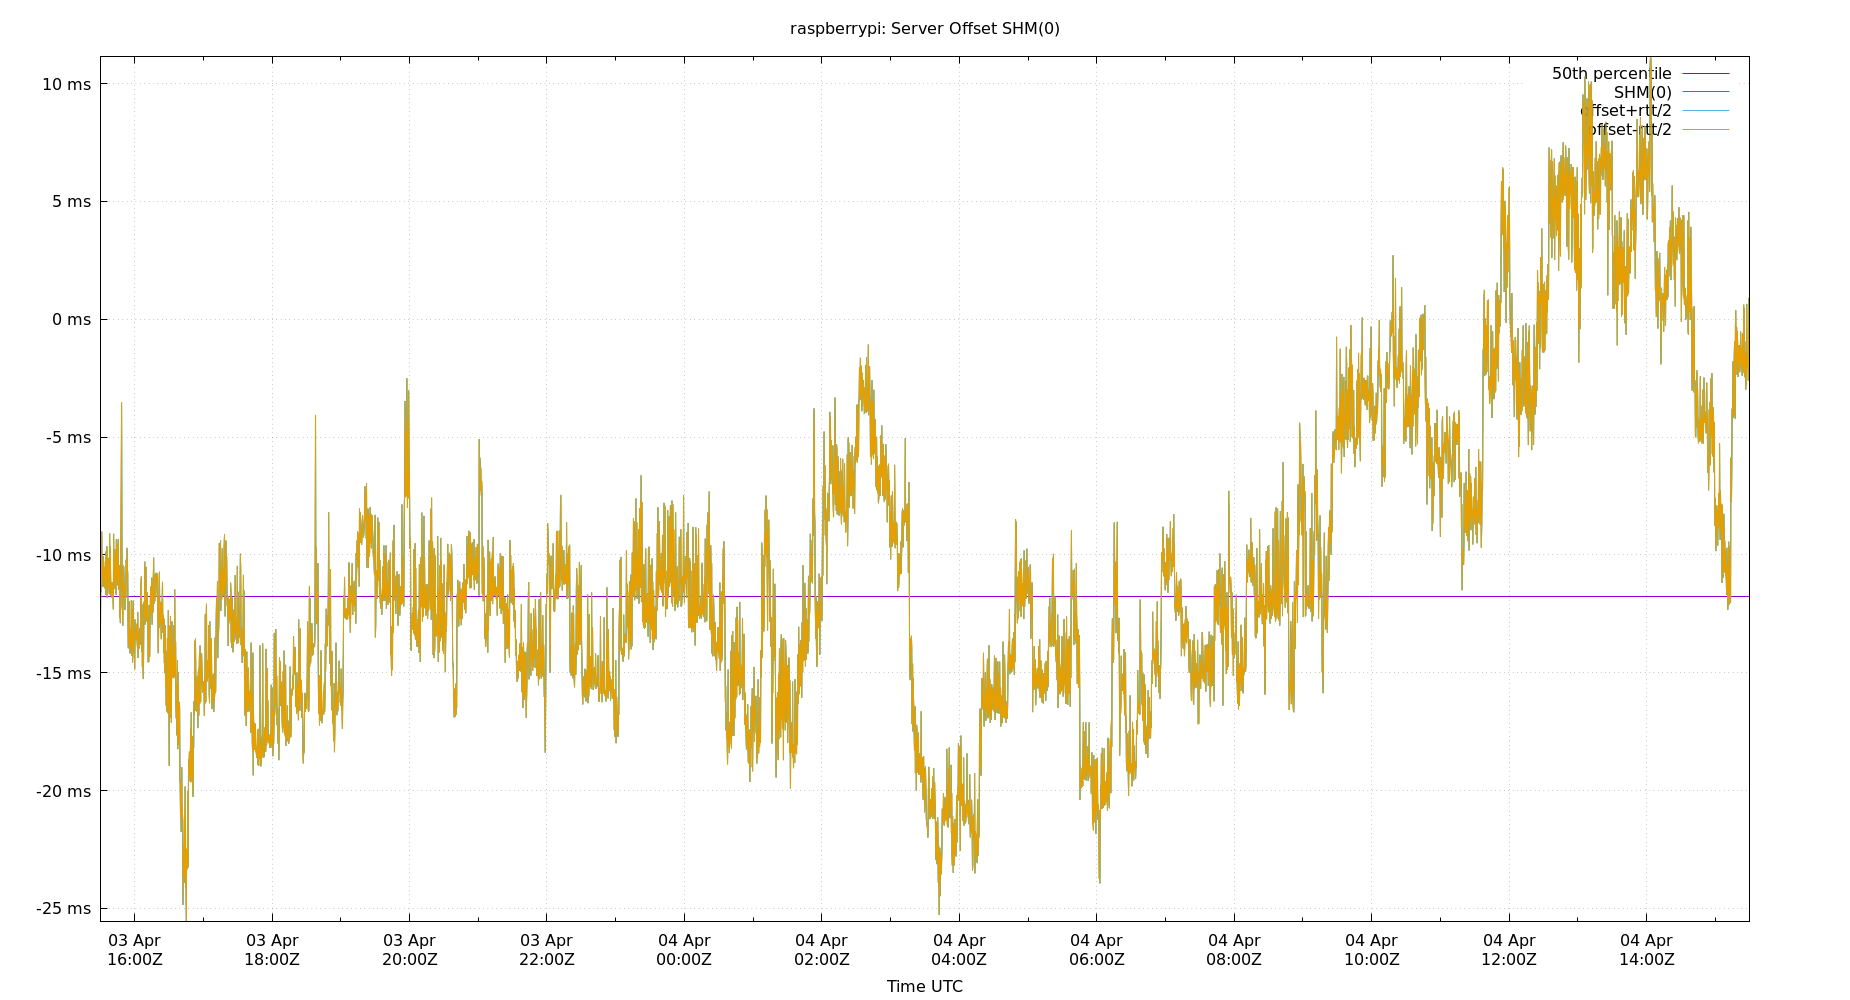 raspberrypi: Server Offset SHM(0)
50th percentile
SHM(0)
offset+rtt/2
offset-rtt/2
10 ms
5 ms
0 ms
-5 ms
-10 ms
-15 ms
-20 ms
-25 ms
03 Apr 03 Apr 03 Apr 03 Apr 04 Apr 04 Apr 04 Apr 04 Apr 04 Apr 04 Apr 04 Apr 04 Apr
16:00Z 18:00Z 20:00Z 22:00Z 00:00Z 02:00Z 04:00Z 06:00Z 08:00Z 10:00Z 12:00Z 14:00Z
Time UTC